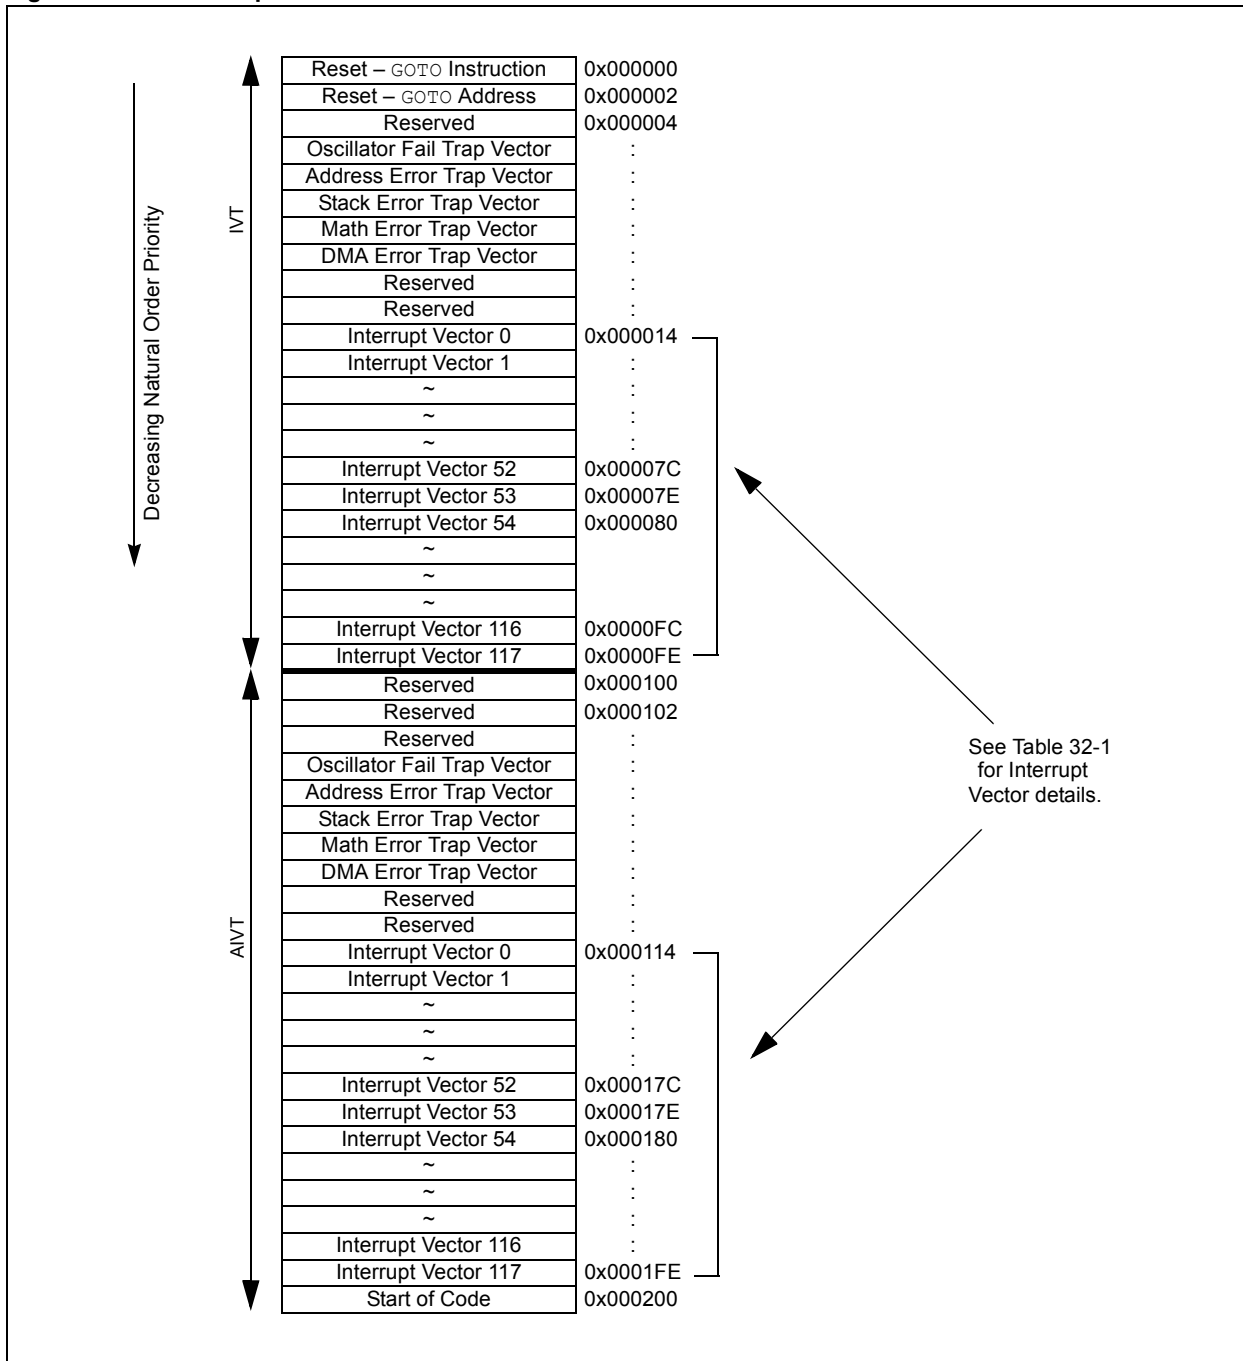 Reset – GOTO Instruction 0x000000
Reset – GOTO Address 0x000002
Reserved 0x000004
Oscillator Fail Trap Vector :
Address Error Trap Vector :
Stack Error Trap Vector :
Math Error Trap Vector :
DMA Error Trap Vector :
Reserved :
Reserved :
Interrupt Vector 0 0x000014
Interrupt Vector 1 :
~ :
~ :
~ :
Interrupt Vector 52 0x00007C
Interrupt Vector 53 0x00007E
Interrupt Vector 54 0x000080
~
~
~
Interrupt Vector 116 0x0000FC
Interrupt Vector 117 0x0000FE
Decreasing Natural Order Priority
IVT
Reserved 0x000100
Reserved 0x000102
Reserved :
Oscillator Fail Trap Vector :
Address Error Trap Vector :
Stack Error Trap Vector :
Math Error Trap Vector :
DMA Error Trap Vector :
Reserved :
Reserved :
Interrupt Vector 0 0x000114
Interrupt Vector 1 :
~ :
~ :
~ :
Interrupt Vector 52 0x00017C
Interrupt Vector 53 0x00017E
Interrupt Vector 54 0x000180
~ :
~ :
~ :
Interrupt Vector 116 :
Interrupt Vector 117 0x0001FE
Start of Code 0x000200
AIVT
See Table 32-1
for Interrupt
Vector details.